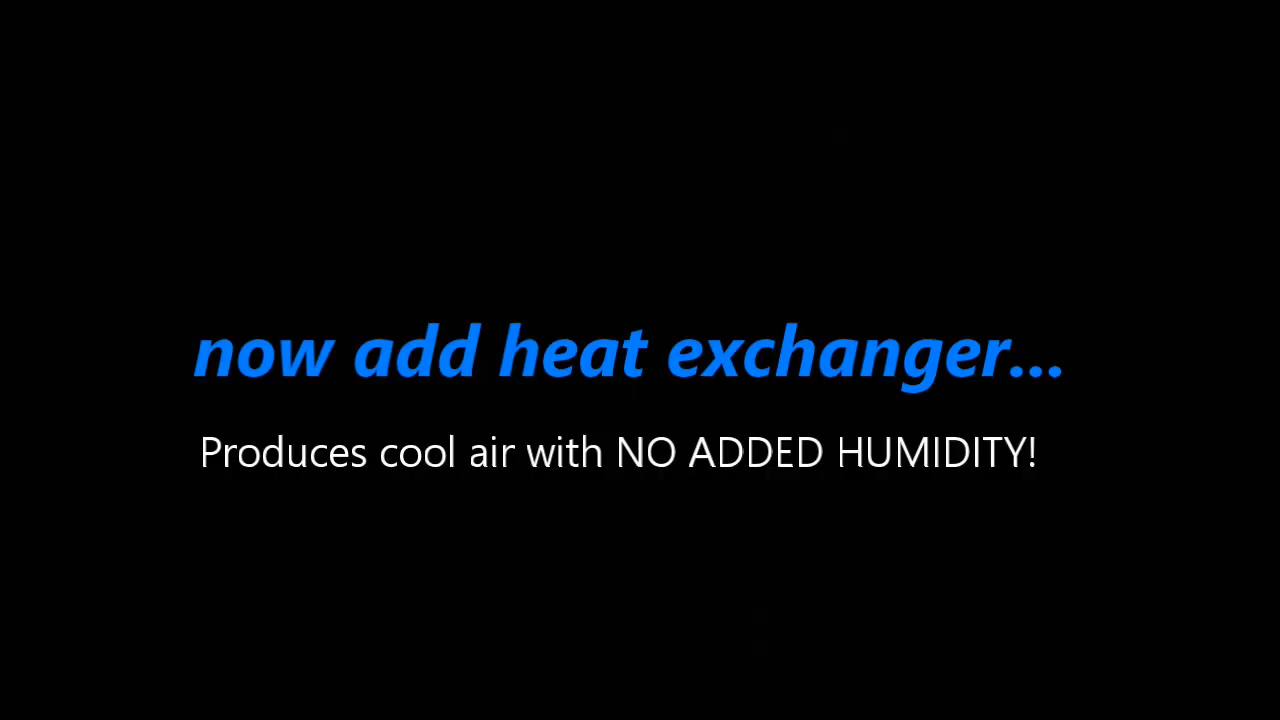 now add heat exchanger...
Produces cool air with NO ADDED HUMIDITY!